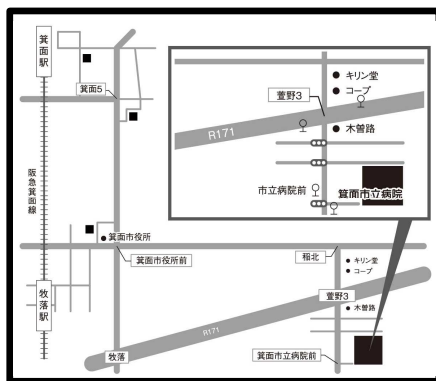 箕面駅
箕面5
阪急箕面線
箕面市役所
箕面市役所前
牧落駅
牧落
R171
稲北
キリン堂
コープ
萱野3
木曽路
箕面市立病院前
キリン堂
コープ
萱野3
R171
木曽路
市立病院前
箕面市立病院